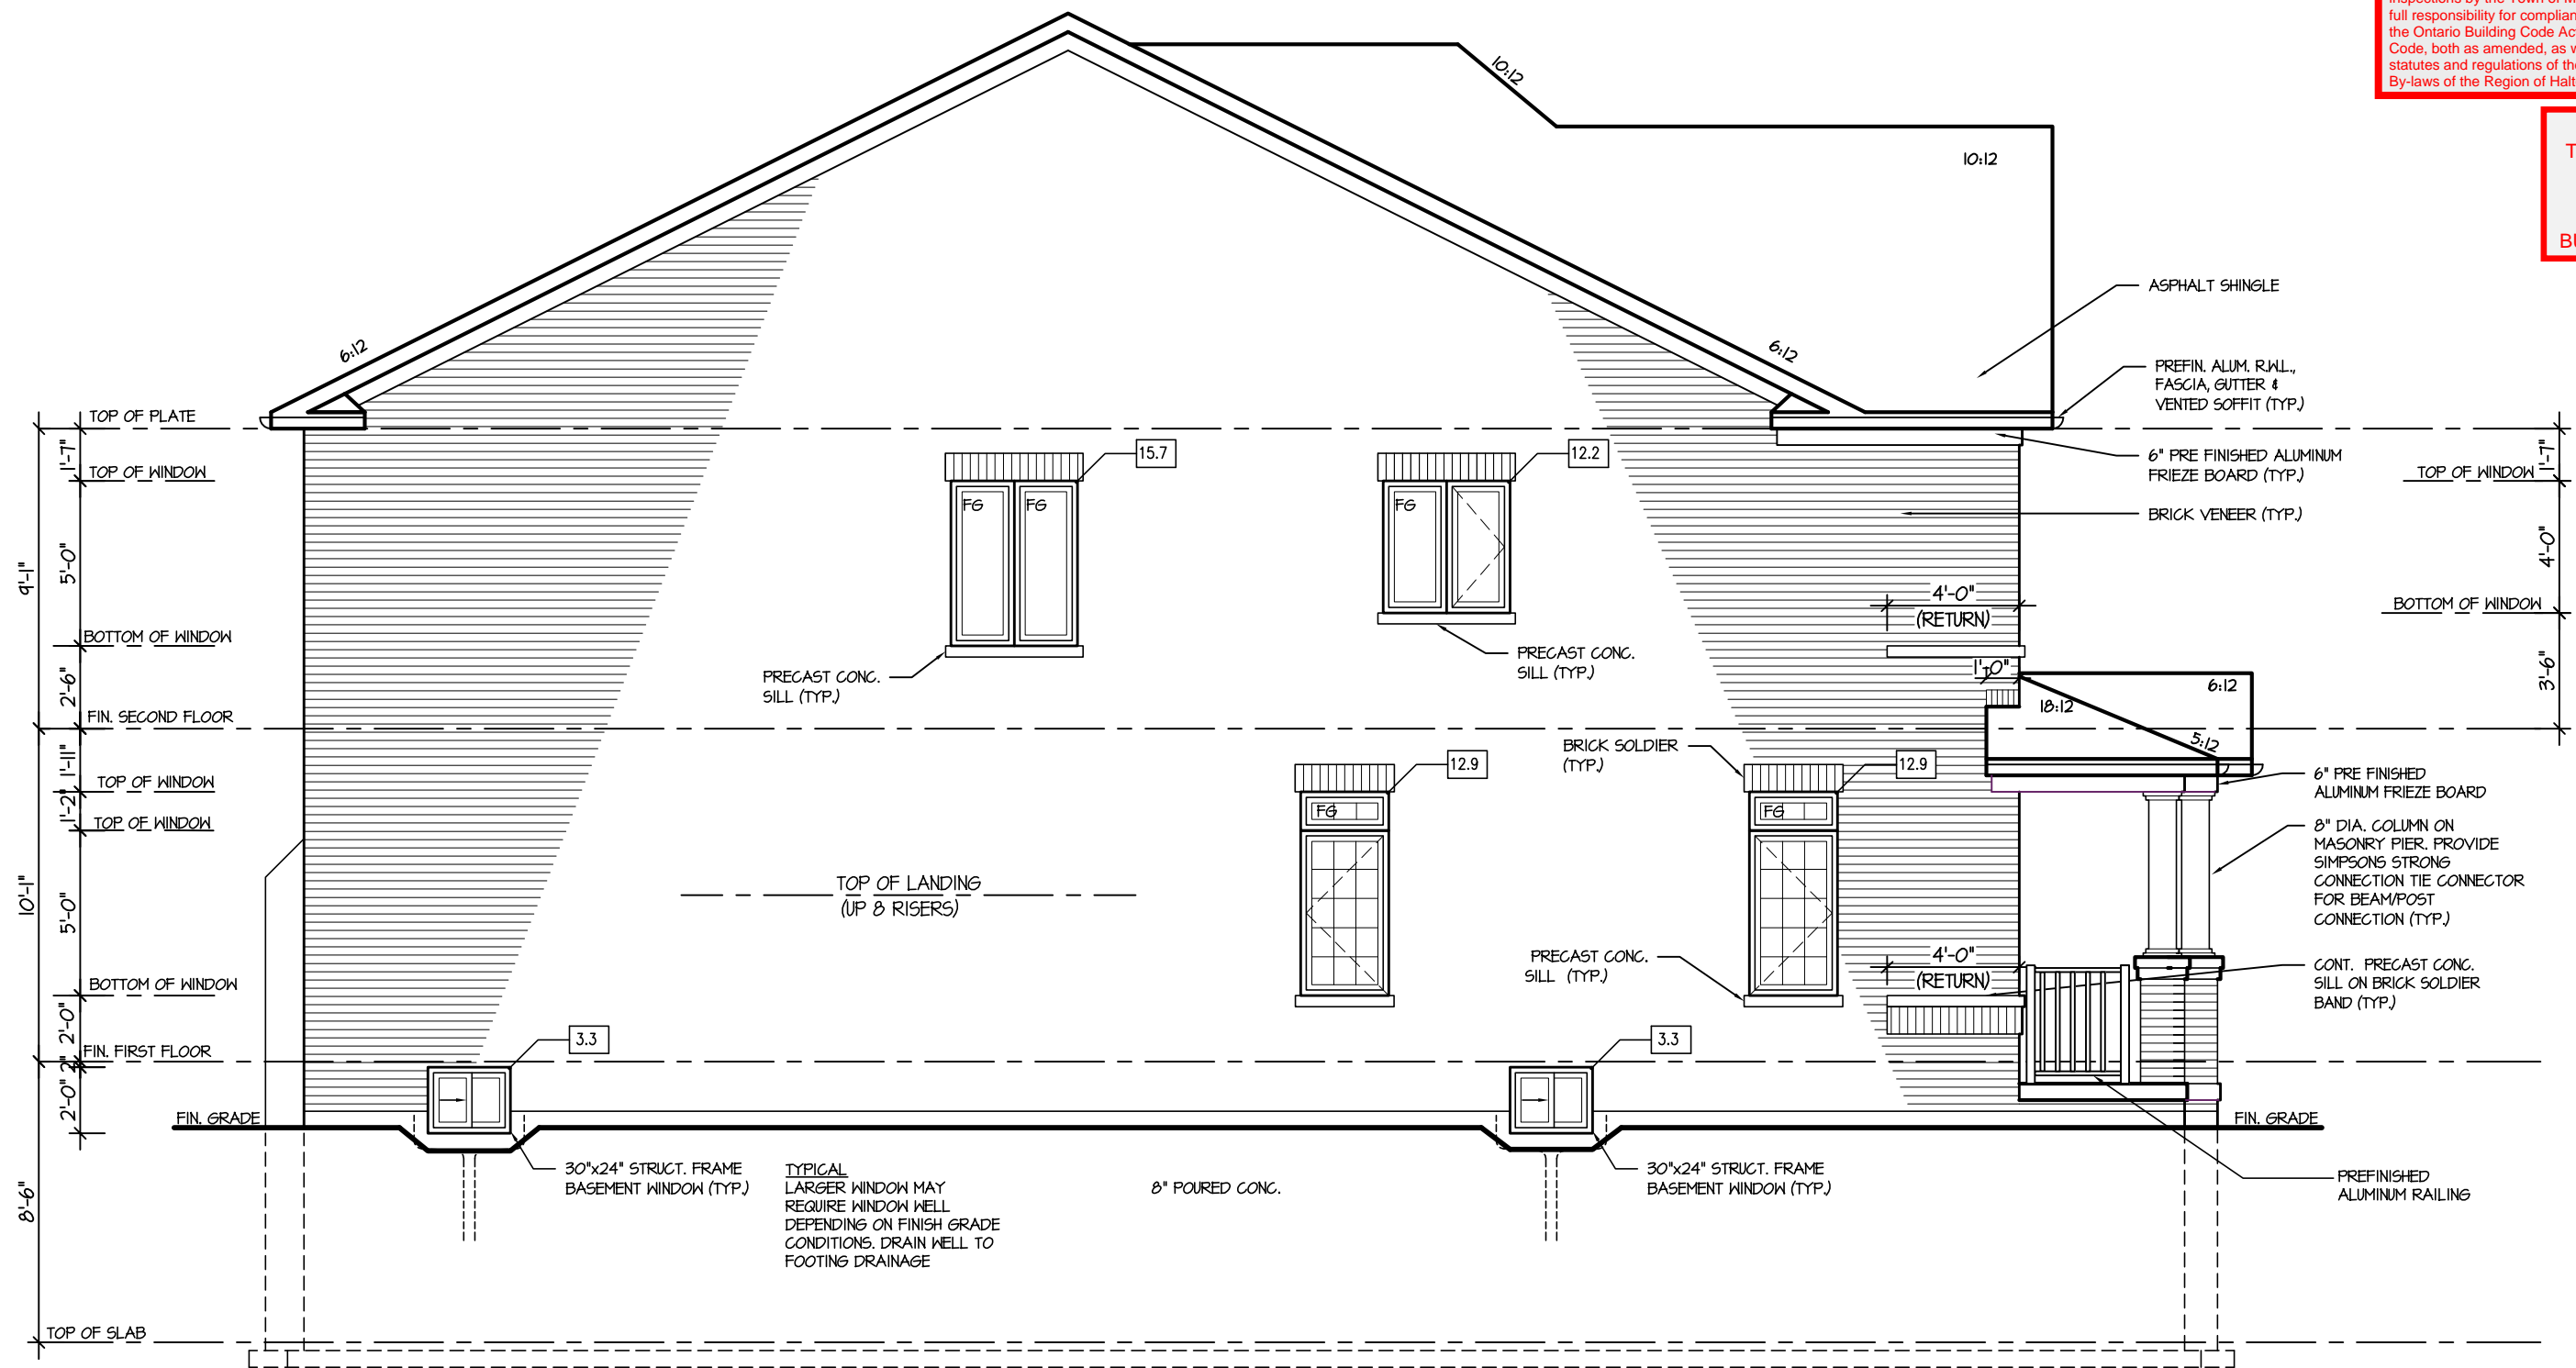 inspections by the Town of M
full responsibility for complian
the Ontario Building Code Ac
Code, both as amended, as w
statutes and regulations of the
By-laws of the Region of Halt
T
BU
10:12
10:12
ASPHALT SHINGLE
6:12
6:12
PREFIN. ALUM. R.W.L.,
FASCIA, GUTTER &
VENTED SOFFIT (TYP.)
TOP OF PLATE
1'-7"
TOP OF WINDOW
15.7
12.2
6" PRE FINISHED ALUMINUM
FRIEZE BOARD (TYP.)
TOP OF WINDOW
1'-7"
FG
FG
FG
BRICK VENEER (TYP.)
9'-1"
5'-0"
4'-0"
4'-0"
(RETURN)
BOTTOM OF WINDOW
BOTTOM OF WINDOW
PRECAST CONC.
SILL (TYP.)
PRECAST CONC.
SILL (TYP.)
1'-0"
2'-6"
3'-6"
6:12
18:12
5:12
FIN. SECOND FLOOR
BRICK SOLDIER
(TYP.)
12.9
12.9
1'-11"
TOP OF WINDOW
1'-2"
TOP OF WINDOW
FG
FG
6" PRE FINISHED
ALUMINUM FRIEZE BOARD
8" DIA. COLUMN ON
MASONRY PIER. PROVIDE
SIMPSONS STRONG
CONNECTION TIE CONNECTOR
FOR BEAM/POST
CONNECTION (TYP.)
10'-1"
5'-0"
TOP OF LANDING
(UP 8 RISERS)
PRECAST CONC.
SILL (TYP.)
4'-0"
(RETURN)
CONT. PRECAST CONC.
SILL ON BRICK SOLDIER
BAND (TYP.)
BOTTOM OF WINDOW
2'-0"
3.3
3.3
FIN. FIRST FLOOR
2"
2'-0"
FIN. GRADE
FIN. GRADE
30"x24" STRUCT. FRAME
BASEMENT WINDOW (TYP.)
TYPICAL
LARGER WINDOW MAY
REQUIRE WINDOW WELL
DEPENDING ON FINISH GRADE
CONDITIONS. DRAIN WELL TO
FOOTING DRAINAGE
8" POURED CONC.
30"x24" STRUCT. FRAME
BASEMENT WINDOW (TYP.)
PREFINISHED
ALUMINUM RAILING
8'-6"
TOP OF SLAB